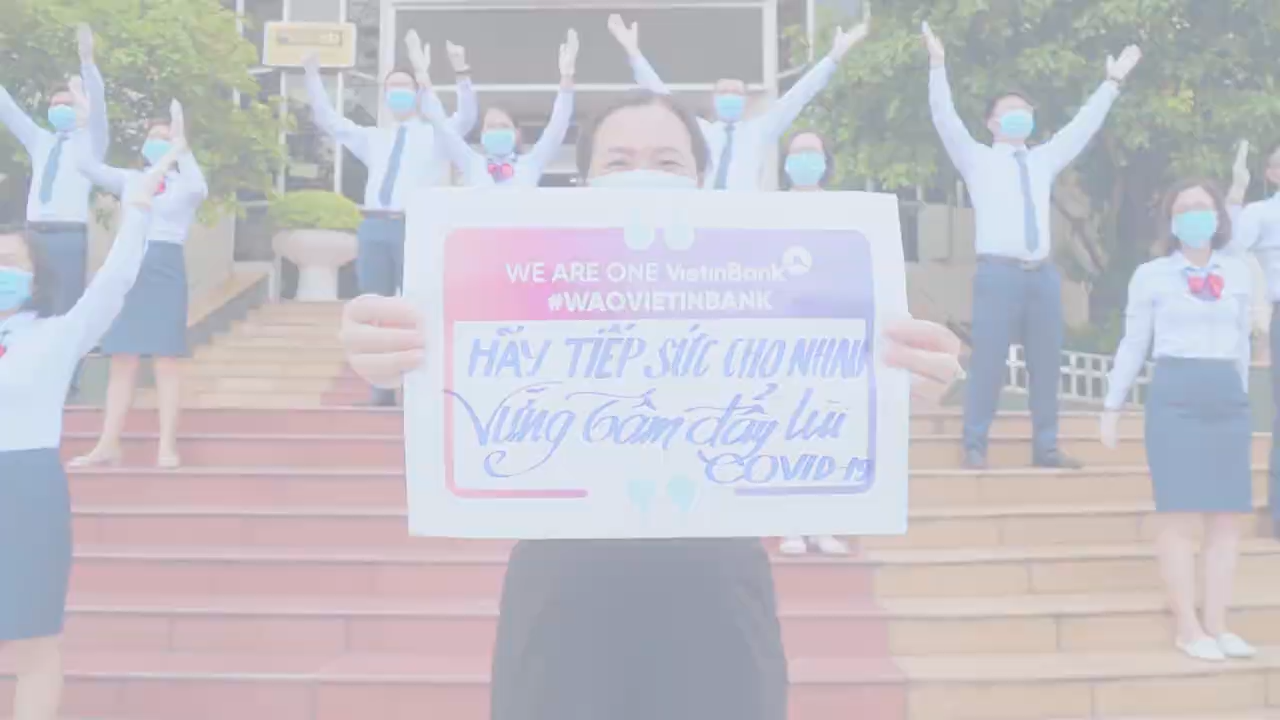 WE ARE ONE VietinBank
#WAOVIETINBANK
HÃY TIẾP SỨC CHO NHAU
Vững Tâm đẩy lùi
COVID-19